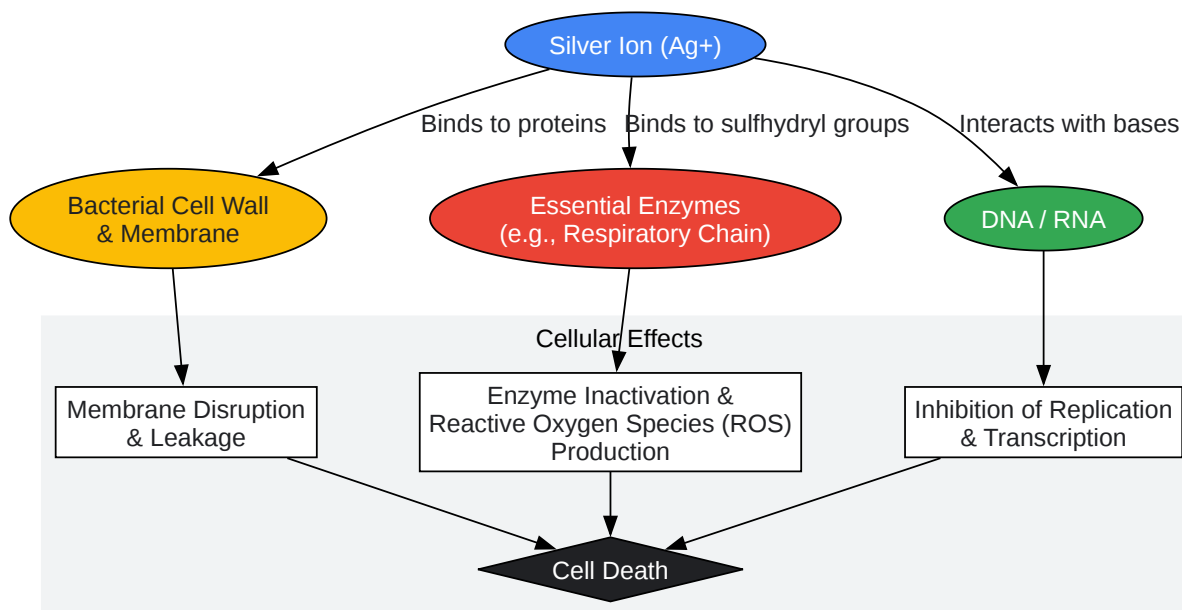 Silver Ion (Ag+)
Binds to proteins
Binds to sulfhydryl groups
Interacts with bases
Bacterial Cell Wall
& Membrane
Essential Enzymes
(e.g., Respiratory Chain)
DNA / RNA
Cellular Effects
Membrane Disruption
& Leakage
Enzyme Inactivation &
Reactive Oxygen Species (ROS)
Production
Inhibition of Replication
& Transcription
Cell Death